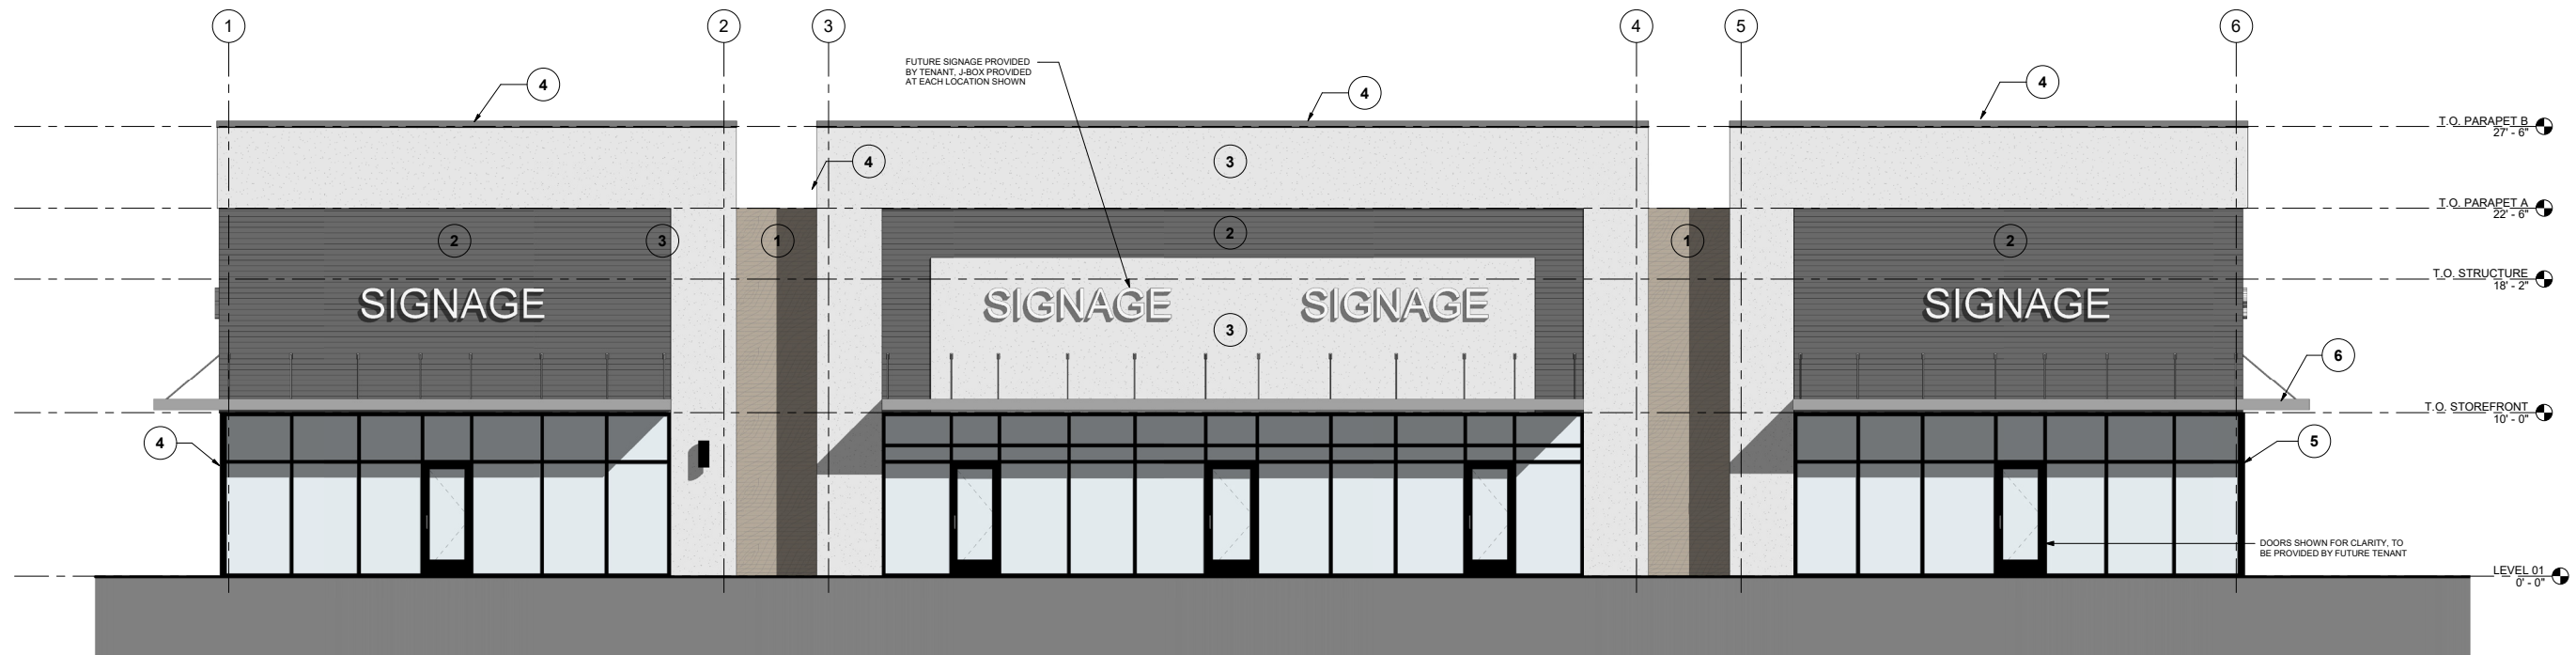 1
2
3
4
5
6
FUTURE SIGNAGE PROVIDED
BY TENANT, J-BOX PROVIDED
AT EACH LOCATION SHOWN
4
4
4
T.O. PARAPET B
27' - 6"
4
3
T.O. PARAPET A
22' - 6"
2
3
1
2
1
2
T.O. STRUCTURE
18' - 2"
SIGNAGE
SIGNAGE
SIGNAGE
SIGNAGE
3
6
T.O. STOREFRONT
10' - 0"
4
5
DOORS SHOWN FOR CLARITY, TO
BE PROVIDED BY FUTURE TENANT
LEVEL 01
0' - 0"